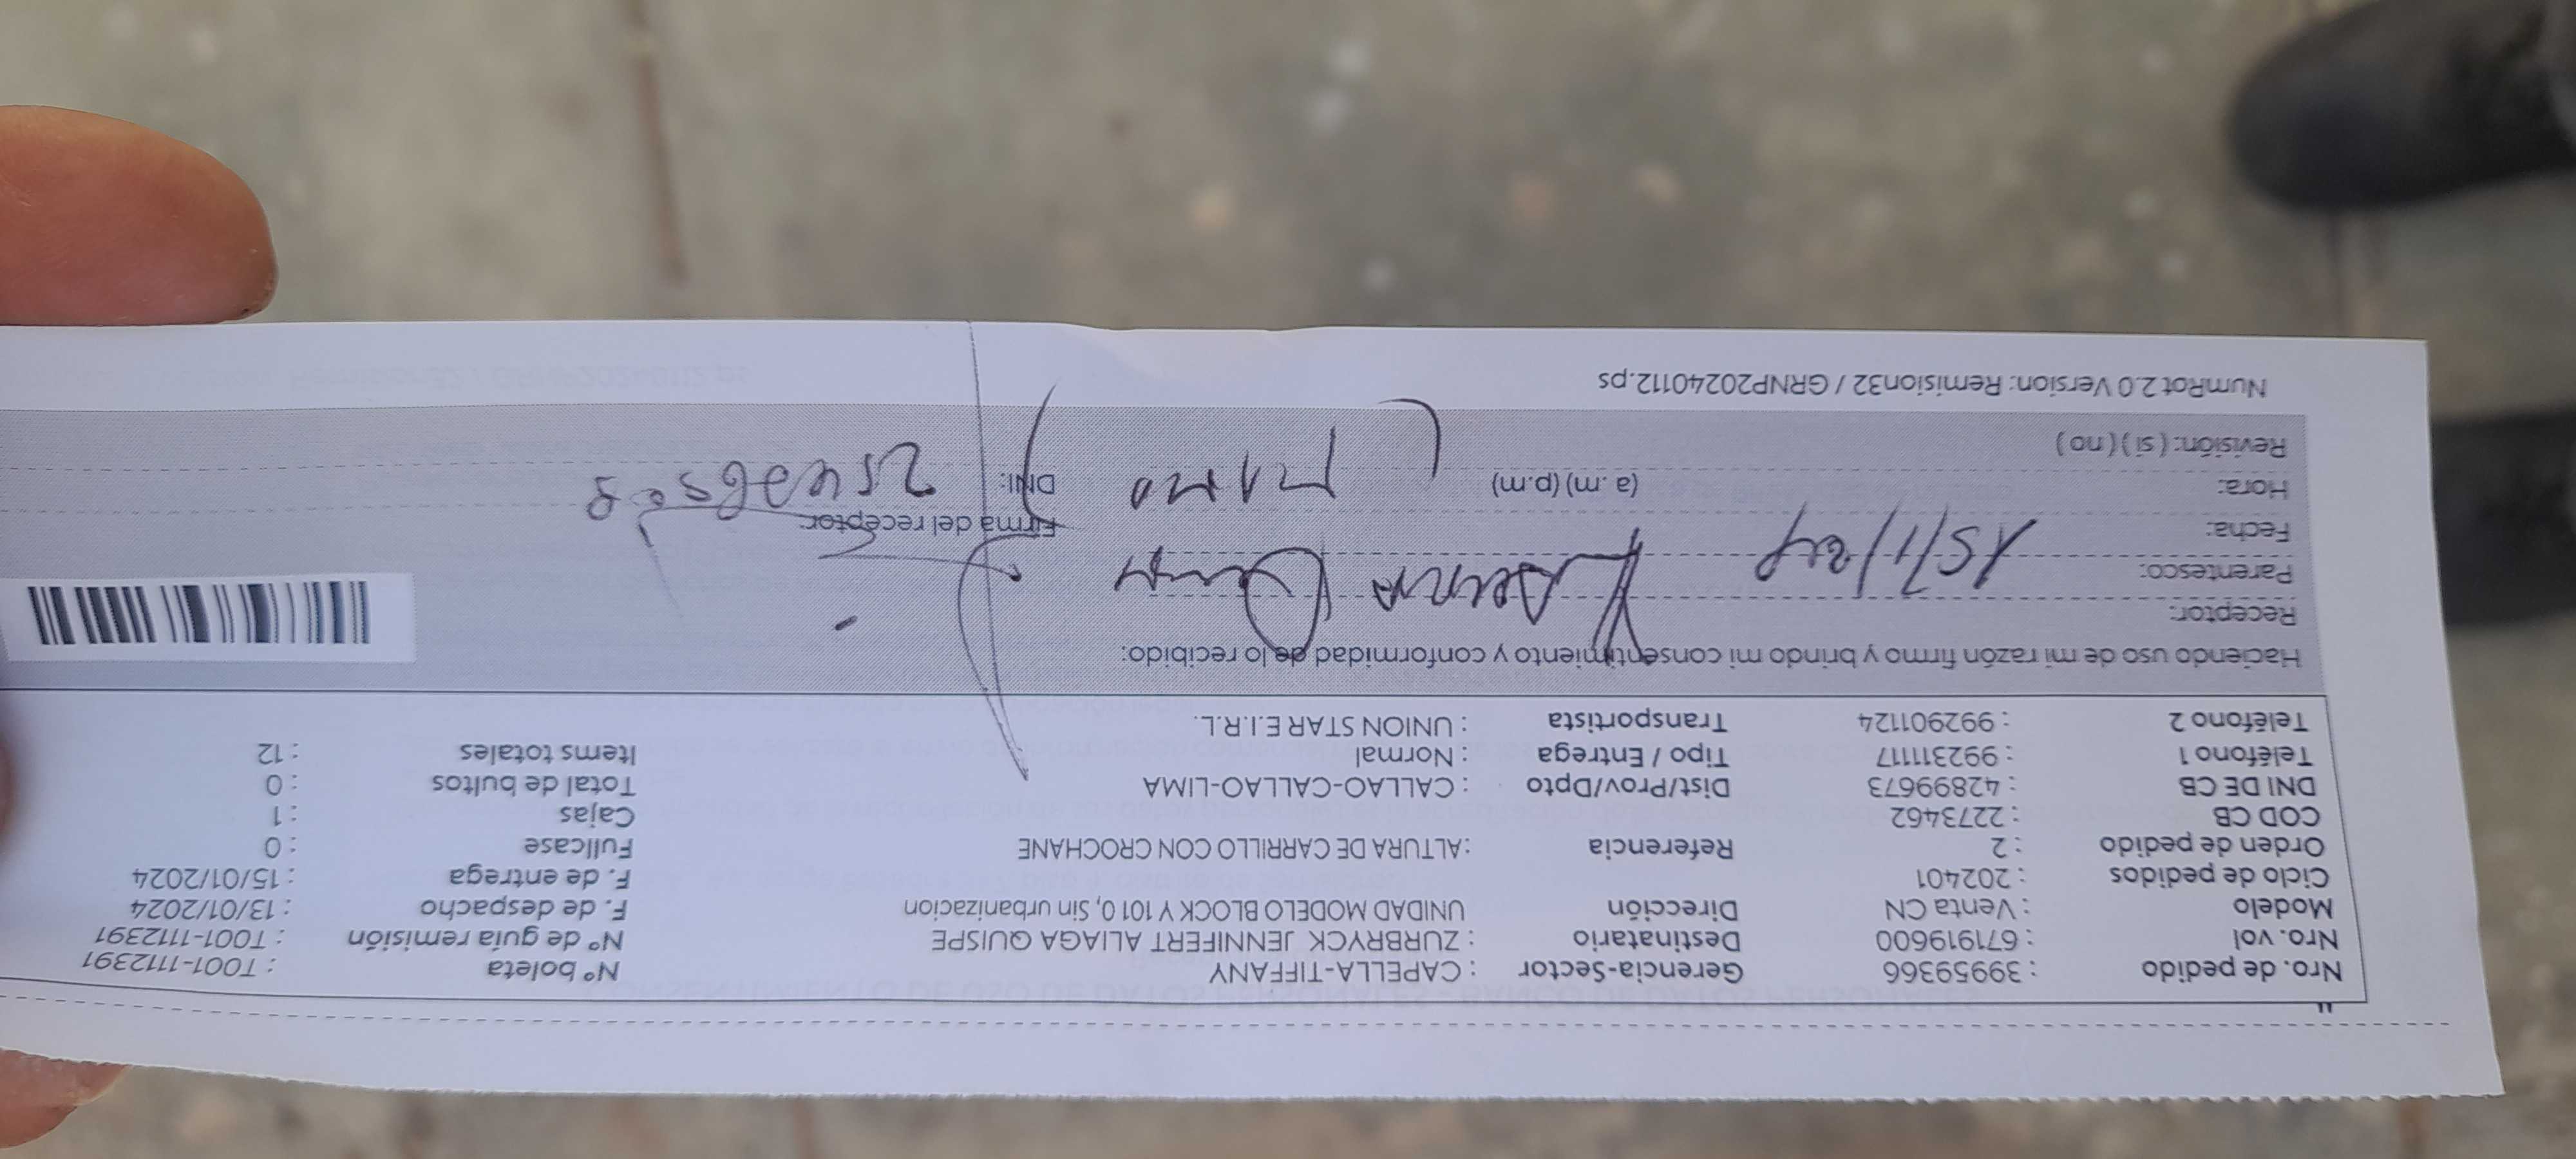 Nro. de pedido : 39959366 Gerencia-Sector : CAPELLA-TIFFANY Nº boleta : T001-1112391
Nro. vol : 671919600 Destinatario : ZURBRYCK JENNIFERT ALIAGA QUISPE Nº de guía remisión : T001-1112391
Modelo : Venta CN Dirección UNIDAD MODELO BLOCK Y 101 0, Sin urbanizacion F. de despacho : 13/01/2024
Ciclo de pedidos : 202401 F. de entrega : 15/01/2024
Orden de pedido : 2 Referencia : ALTURA DE CARRILLO CON CROCHANE Fullcase : 0
COD CB : 2273462 Cajas : 1
DNI DE CB : 42899673 Dist/Prov/Dpto : CALLAO-CALLAO-LIMA Total de bultos : 0
Teléfono 1 : 992311117 Tipo / Entrega : Normal Items totales : 12
Teléfono 2 : 992901124 Transportista : UNION STAR E.I.R.L.
Haciendo uso de mi razón firmo y brindo mi consentimiento y conformidad de lo recibido:
Receptor:
Parentesco:
Fecha: 15/1/24 Firma del receptor:
Hora: (a.m) (p.m) DNI:
Revisión: ( si ) ( no )
NumRot 2.0 Version: Remision32 / GRNP20240112.ps